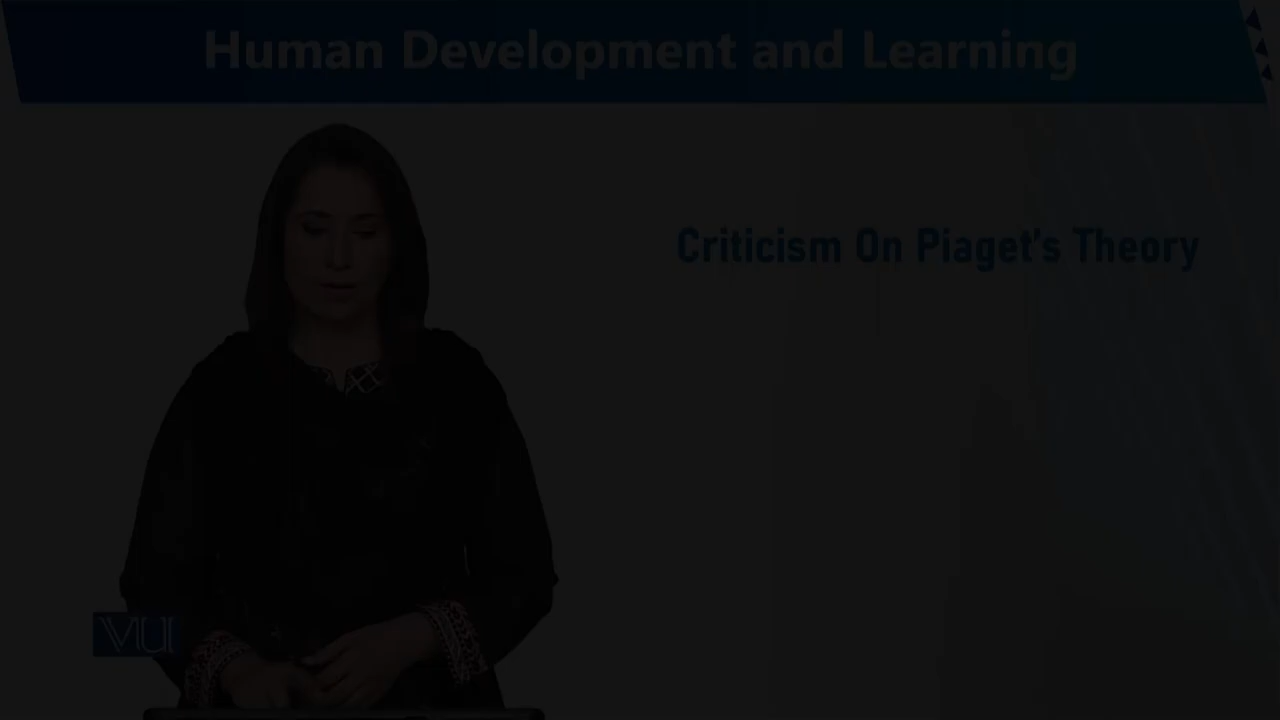 Human Development and Learning
Criticism On Piaget's Theory
VU